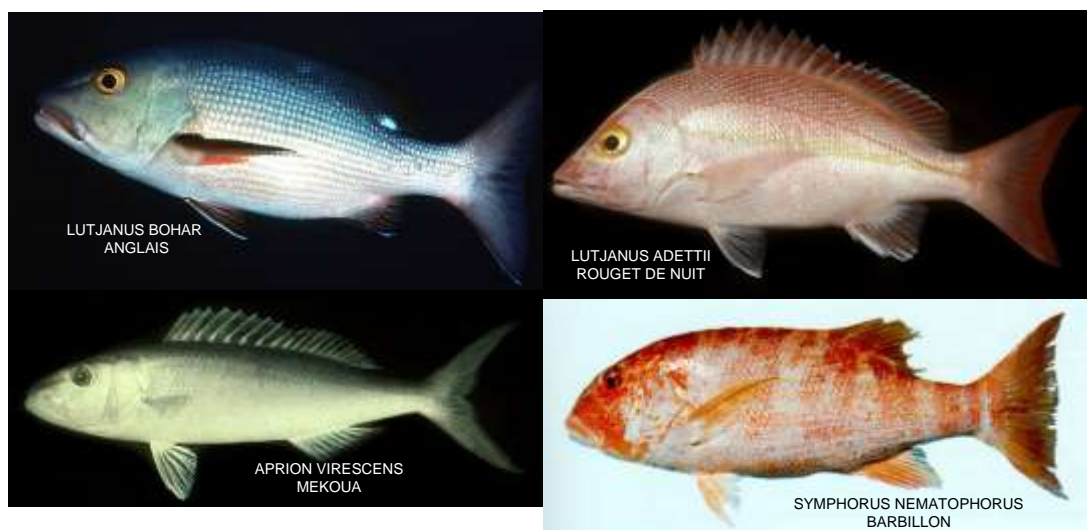 LUTJANUS BOHAR
ANGLAIS
LUTJANUS ADETTII
ROUGET DE NUIT
APRION VIRESCENS
MEKOUA
SYMPHORUS NEMATOPHORUS
BARBILLON